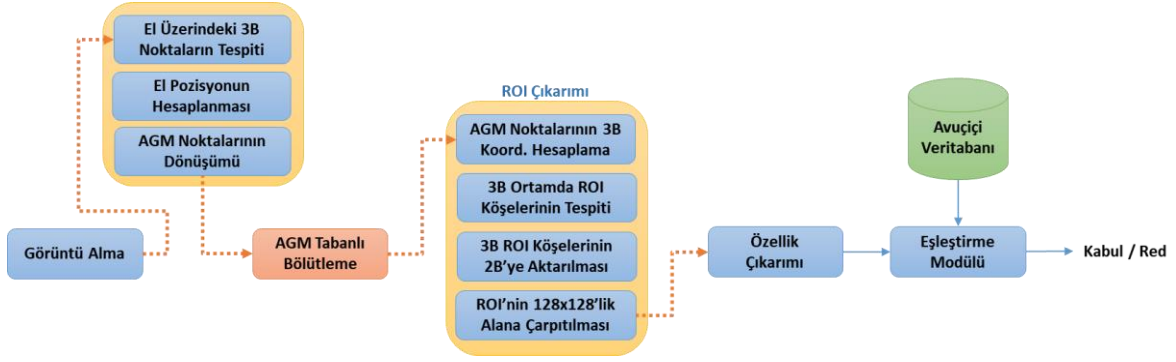 El Üzerindeki 3B
Noktaların Tespiti
El Pozisyonun
Hesaplanması
AGM Noktalarının
Dönüşümü
Görüntü Alma
AGM Tabanlı
Bölütleme
ROI Çıkarımı
AGM Noktalarının 3B
Koord. Hesaplama
3B Ortamda ROI
Köşelerinin Tespiti
3B ROI Köşelerinin
2B'ye Aktarılması
ROI'nin 128x128'lik
Alana Çarpıtılması
Özellik
Çıkarımı
Avuçiçi
Veritabanı
Eşleştirme
Modülü
Kabul / Red